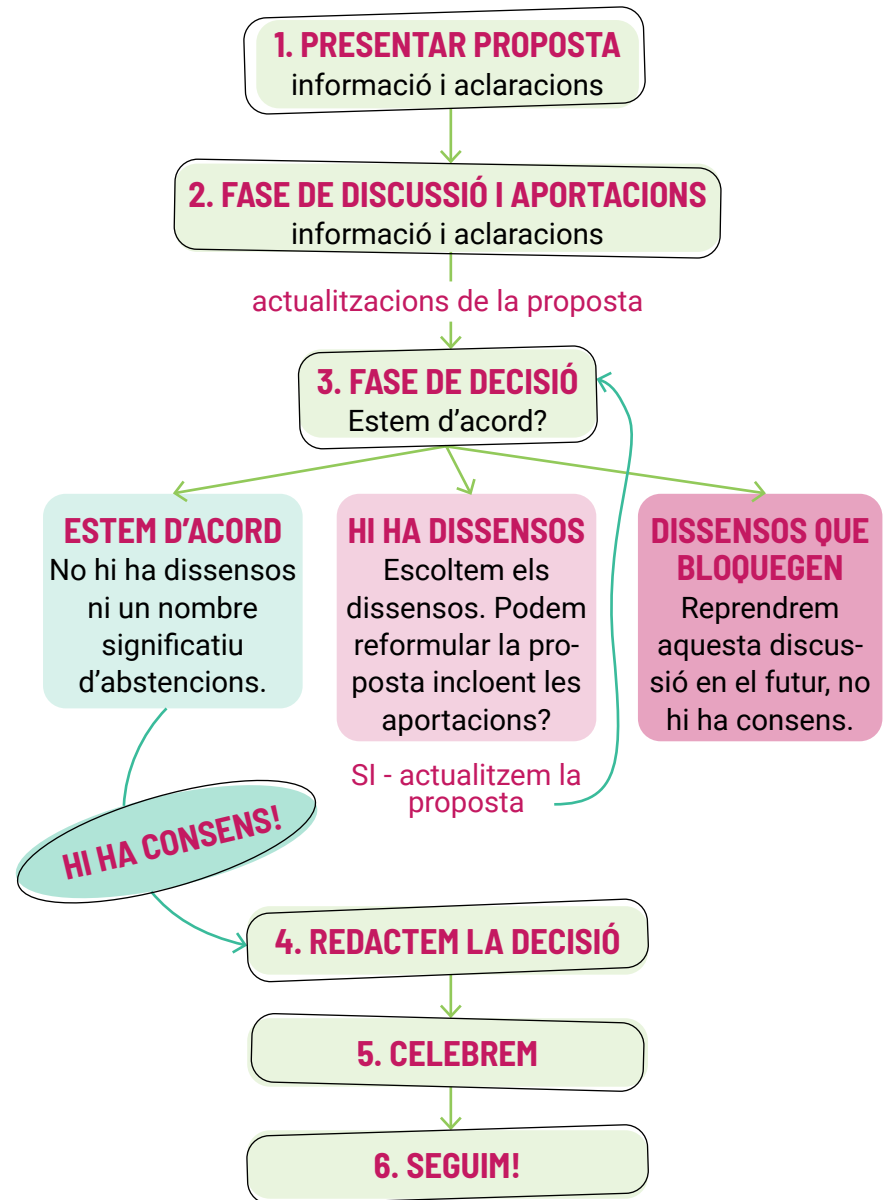 1. PRESENTAR PROPOSTA
informació i aclaracions
2. FASE DE DISCUSSIÓ I APORTACIONS
informació i aclaracions
actualitzacions de la proposta
3. FASE DE DECISIÓ
Estem d'acord?
ESTEM D'ACORD
No hi ha dissensos
ni un nombre
significatiu
d'abstencions.
HI HA DISSENSOS
Escoltem els
dissensos. Podem
reformular la pro-
posta incloent les
aportacions?
SI - actualitzem la
proposta
DISSENSOS QUE
BLOQUEGEN
Reprendrem
aquesta discus-
sió en el futur, no
hi ha consens.
HI HA CONSENS!
4. REDACTEM LA DECISIÓ
5. CELEBREM
6. SEGUIM!